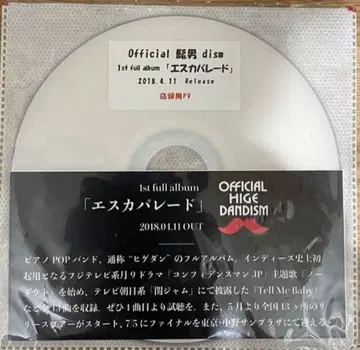 Official 髭男 dism
1st full album 「エスカパレード」
2018.4.11 Release
店頭用PV
1st full album
「エスカパレード」
2018.04.11 OUT
OFFICIAL
HIGE
DANDISM
ピアノPOPバンド、通称“ヒゲダン”のフルアルバム。インディーズ史上初
起用となるフジテレビ系月9ドラマ「コンフィデンスマンJP」主題歌「ノー
ダウト」を始め、テレビ朝日系「関ジャム」にて披露した「Tell Me Baby」
など全13曲を収録。ぜひ1曲目より試聴を。また、5月より全国13ヶ所のリ
リースツアーがスタート、7/5にファイナルを東京・中野サンプラザにて迎える。